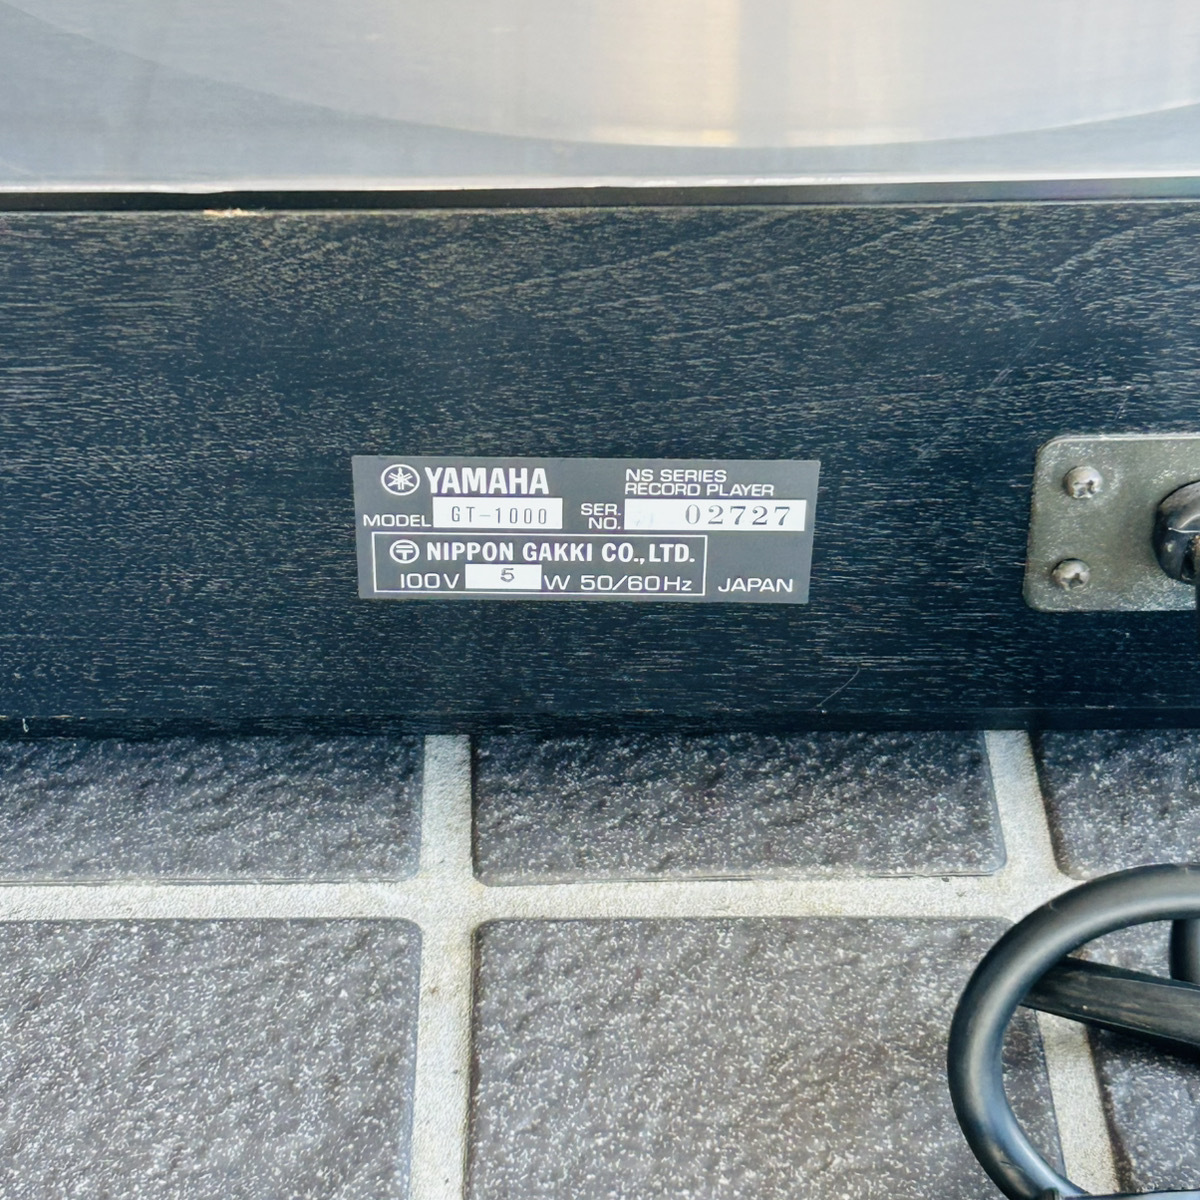 YAMAHA
NS SERIES
RECORD PLAYER
MODEL GT-1000
SER. NO. 02727
〶 NIPPON GAKKI CO., LTD.
100V 5 W 50/60Hz
JAPAN